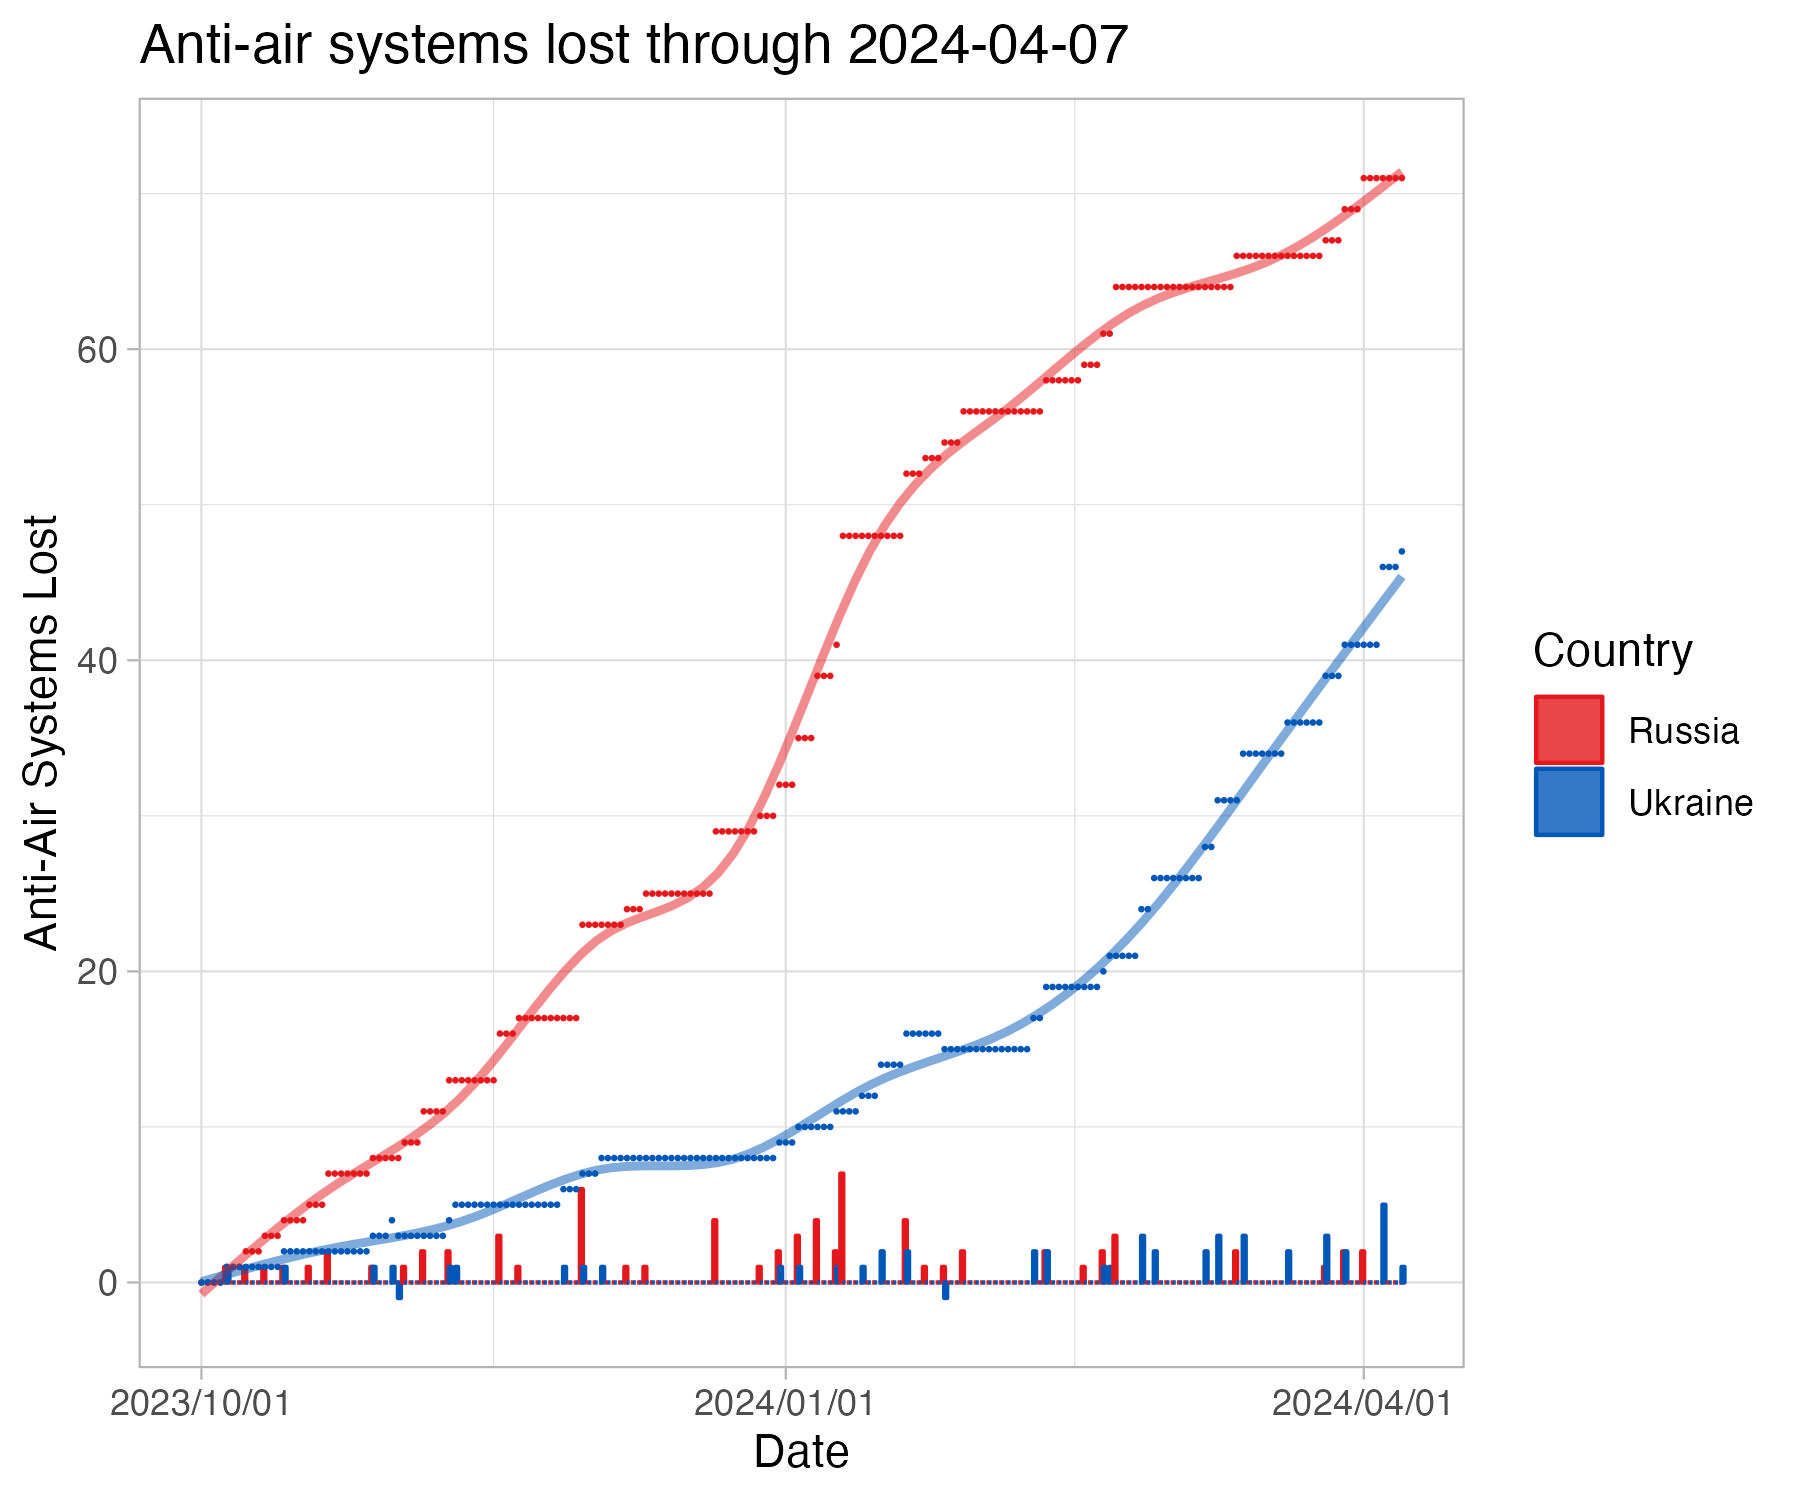 Anti-air systems lost through 2024-04-07
Anti-Air Systems Lost
60
40
20
0
2023/10/01
2024/01/01
2024/04/01
Date
Country
Russia
Ukraine